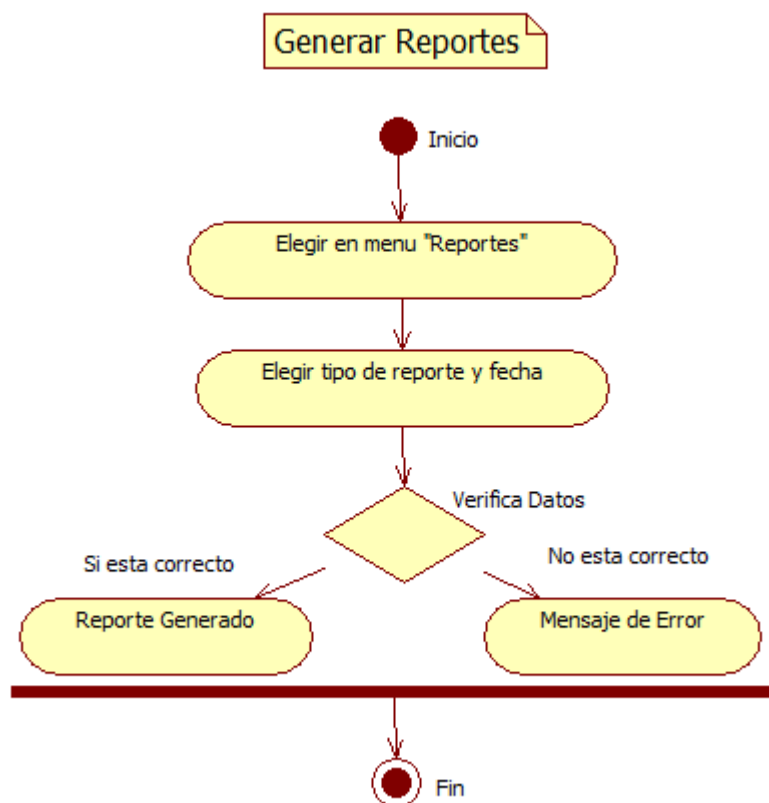 Generar Reportes
Inicio
Elegir en menu "Reportes"
Elegir tipo de reporte y fecha
Verifica Datos
Si esta correcto
No esta correcto
Reporte Generado
Mensaje de Error
Fin